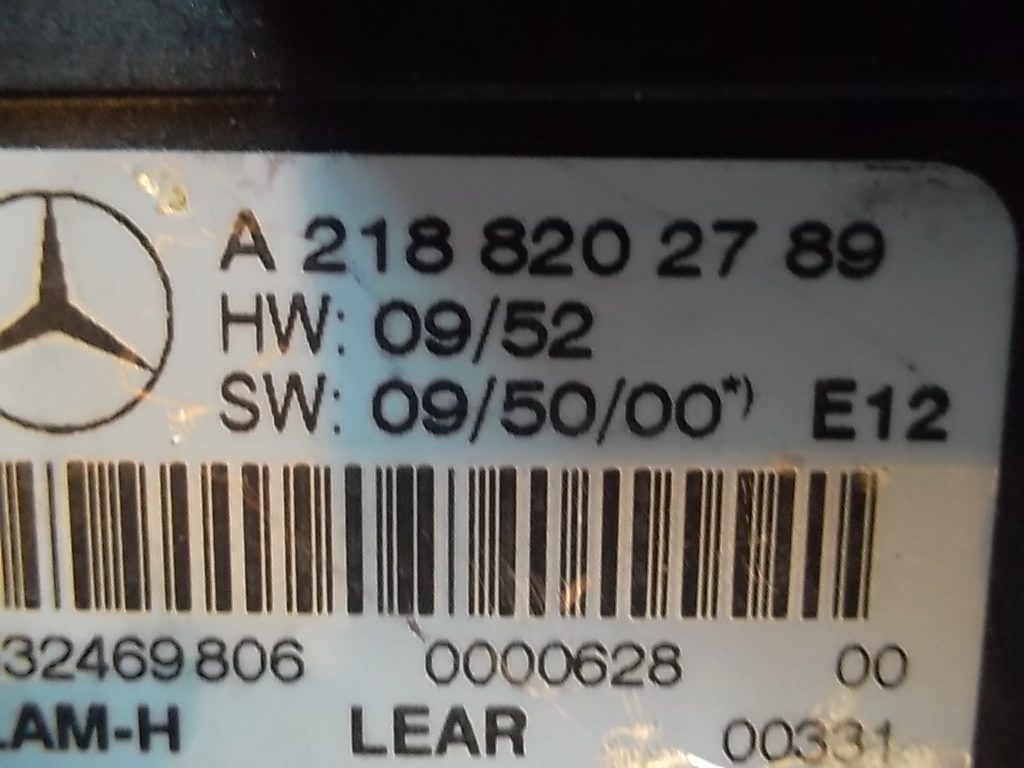 A 218 820 27 89
HW: 09/52
SW: 09/50/00*) E12
32469806 0000628 00
LAM-H LEAR 00331